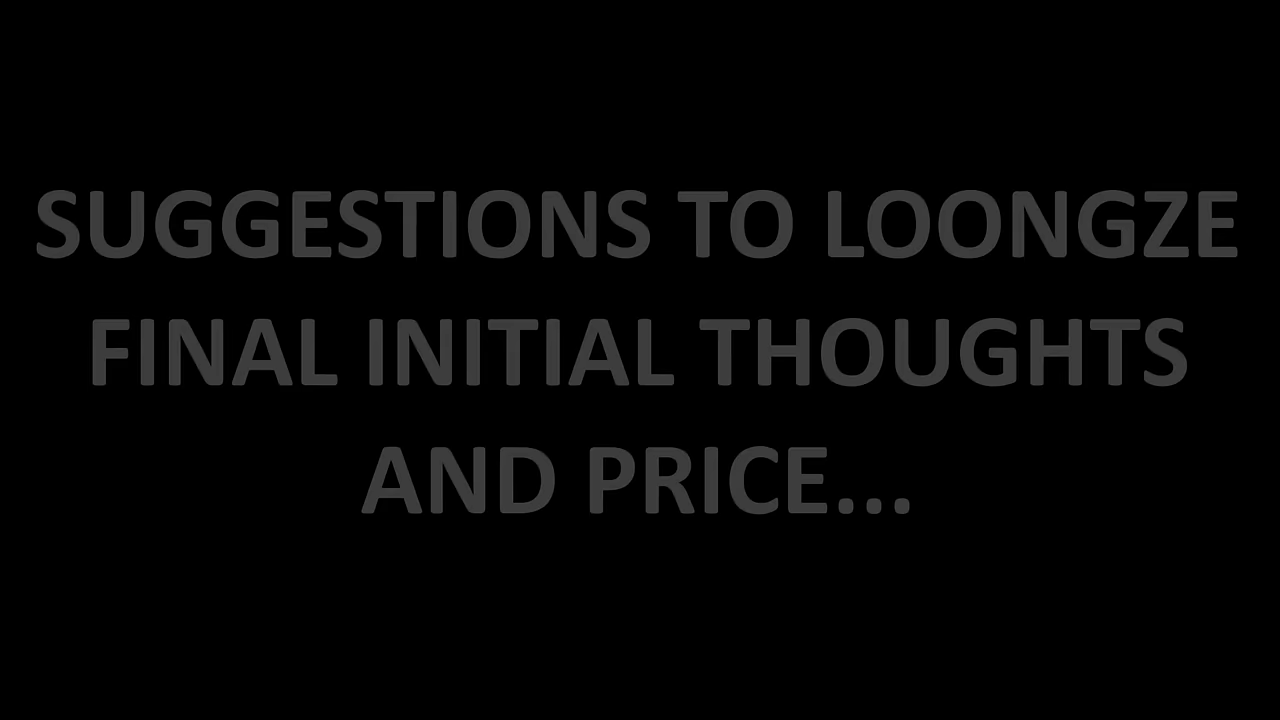 SUGGESTIONS TO LOONGZE
FINAL INITIAL THOUGHTS
AND PRICE...